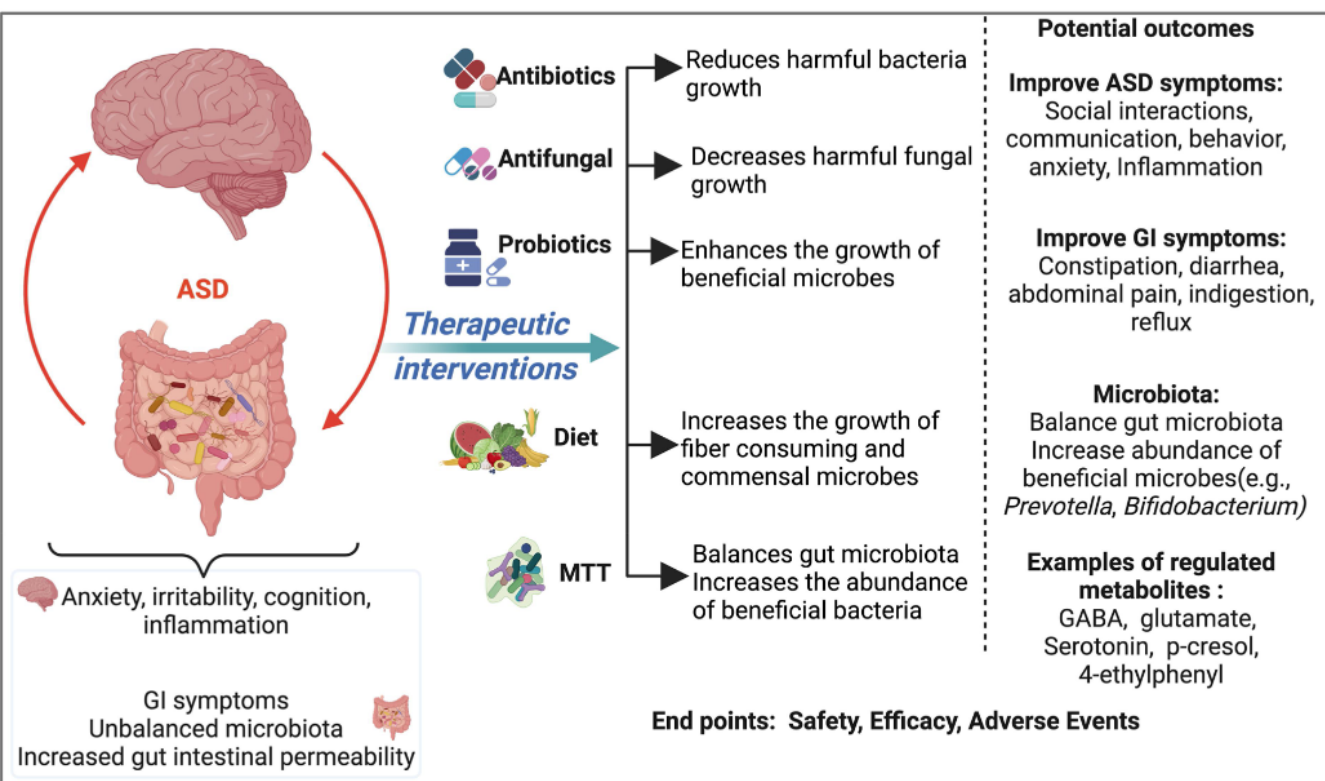 ASD
Anxiety, irritability, cognition,
inflammation
GI symptoms
Unbalanced microbiota
Increased gut intestinal permeability
Therapeutic
interventions
Antibiotics
Reduces harmful bacteria
growth
Antifungal
Decreases harmful fungal
growth
Probiotics
Enhances the growth of
beneficial microbes
Diet
Increases the growth of
fiber consuming and
commensal microbes
MTT
Balances gut microbiota
Increases the abundance
of beneficial bacteria
Potential outcomes
Improve ASD symptoms:
Social interactions,
communication, behavior,
anxiety, Inflammation
Improve GI symptoms:
Constipation, diarrhea,
abdominal pain, indigestion,
reflux
Microbiota:
Balance gut microbiota
Increase abundance of
beneficial microbes(e.g.,
Prevotella, Bifidobacterium)
Examples of regulated
metabolites :
GABA, glutamate,
Serotonin, p-cresol,
4-ethylphenyl
End points: Safety, Efficacy, Adverse Events